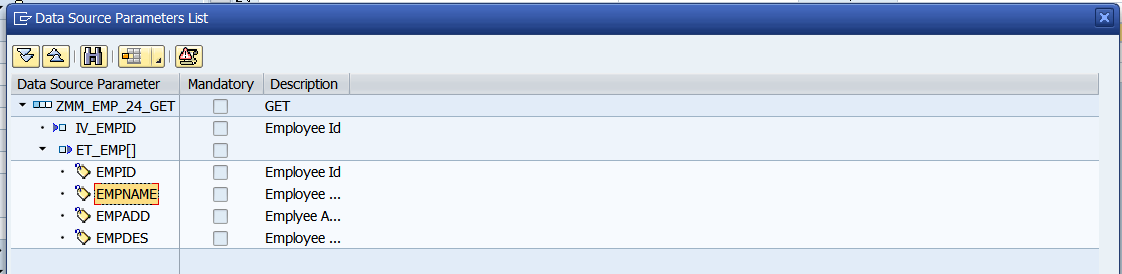 Data Source Parameters List
Data Source Parameter Mandatory Description
ZMM_EMP_24_GET GET
IV_EMPID Employee Id
ET_EMP[]
EMPID Employee Id
EMPNAME Employee ...
EMPADD Emplyee A...
EMPDES Employee ...